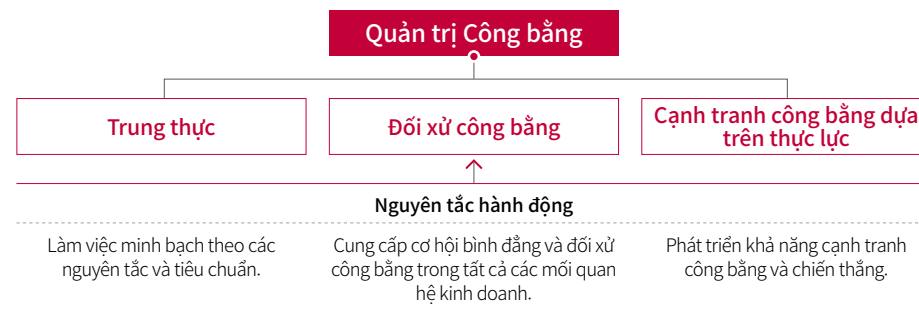 Quản trị Công bằng
Trung thực
Đối xử công bằng
Cạnh tranh công bằng dựa
trên thực lực
Nguyên tắc hành động
Làm việc minh bạch theo các
nguyên tắc và tiêu chuẩn.
Cung cấp cơ hội bình đẳng và đối xử
công bằng trong tất cả các mối quan
hệ kinh doanh.
Phát triển khả năng cạnh tranh
công bằng và chiến thắng.